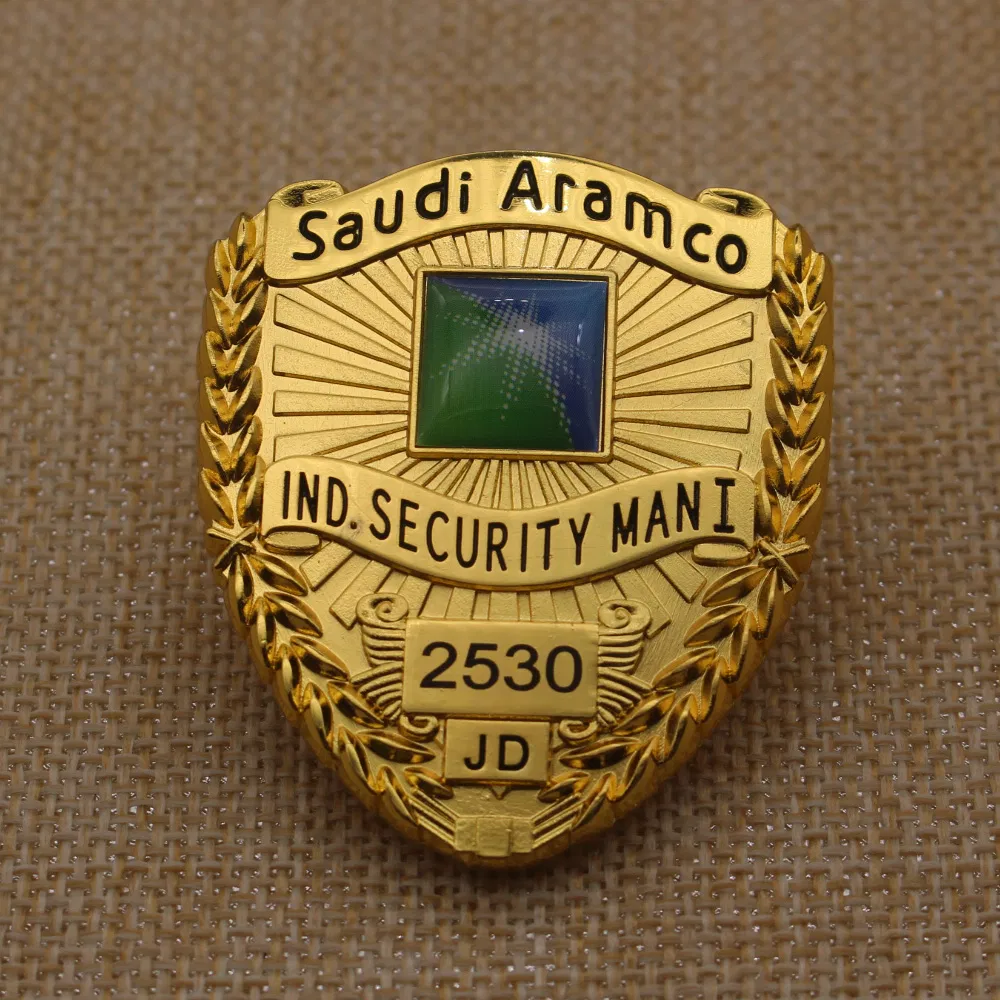 Saudi Aramco
IND. SECURITY MAN I
2530
JD